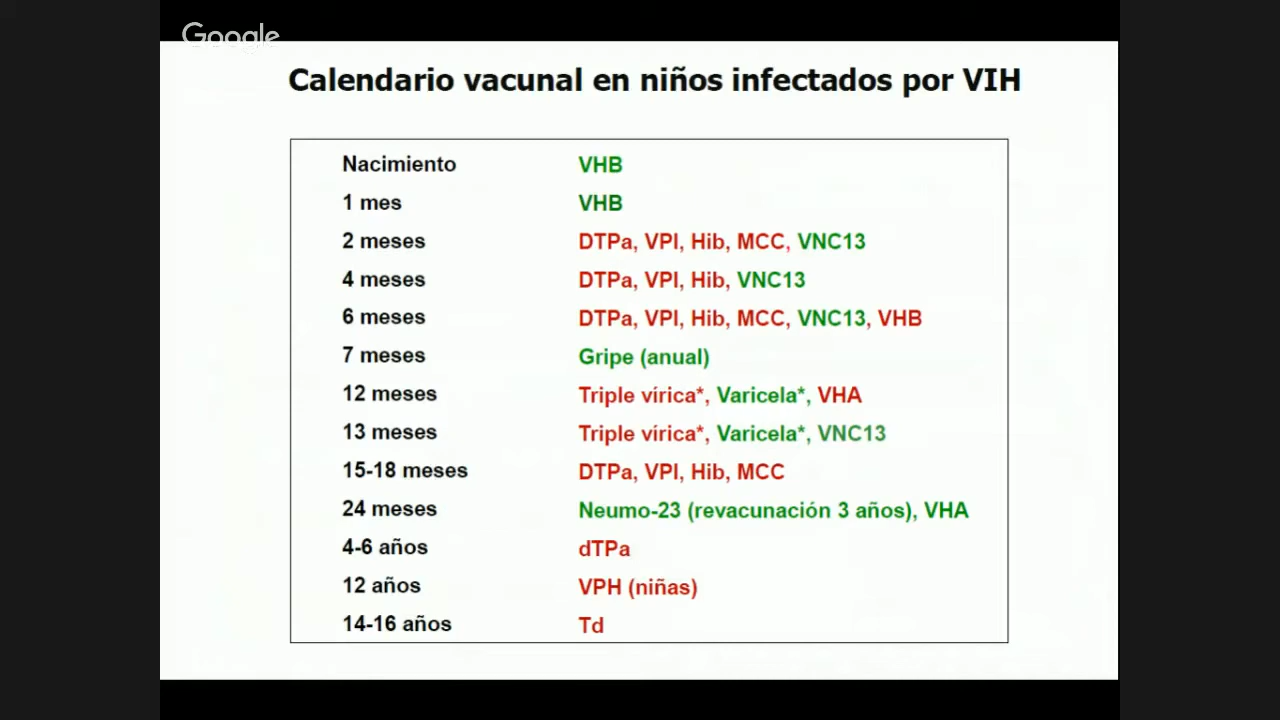 Google
Calendario vacunal en niños infectados por VIH
Nacimiento VHB
1 mes VHB
2 meses DTPa, VPI, Hib, MCC, VNC13
4 meses DTPa, VPI, Hib, VNC13
6 meses DTPa, VPI, Hib, MCC, VNC13, VHB
7 meses Gripe (anual)
12 meses Triple vírica*, Varicela*, VHA
13 meses Triple vírica*, Varicela*, VNC13
15-18 meses DTPa, VPI, Hib, MCC
24 meses Neumo-23 (revacunación 3 años), VHA
4-6 años dTPa
12 años VPH (niñas)
14-16 años Td